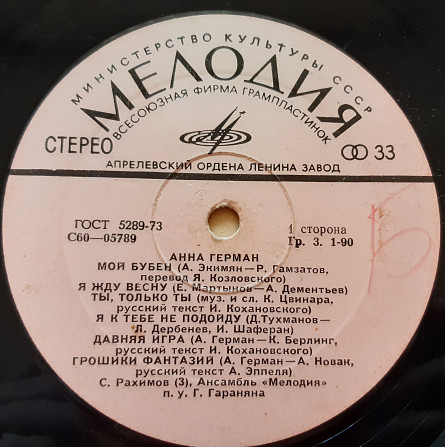 МИНИСТЕРСТВО КУЛЬТУРЫ СССР
МЕЛОДИЯ
ВСЕСОЮЗНАЯ ФИРМА ГРАМПЛАСТИНОК
СТЕРЕО
33
АПРЕЛЕВСКИЙ ОРДЕНА ЛЕНИНА ЗАВОД
ГОСТ 5289-73
С60—05789
1 сторона
Гр. 3. 1-90
АННА ГЕРМАН
МОЙ БУБЕН (А. Экимян—Р. Гамзатов,
перевод Я. Козловского)
Я ЖДУ ВЕСНУ (Е. Мартынов—А. Дементьев)
ТЫ, ТОЛЬКО ТЫ (муз. и сл. К. Цвинара,
русский текст И. Кохановского)
Я К ТЕБЕ НЕ ПОДОЙДУ (Д.Тухманов—
Л. Дербенев, И. Шаферан)
ДАВНЯЯ ИГРА (А. Герман—К. Берлинг,
русский текст И. Кохановского)
ГРОШИКИ ФАНТАЗИЙ (А. Герман—А. Новак,
русский текст А. Эппеля)
С. Рахимов (3), Ансамбль «Мелодия»
п. у. Г. Гараняна